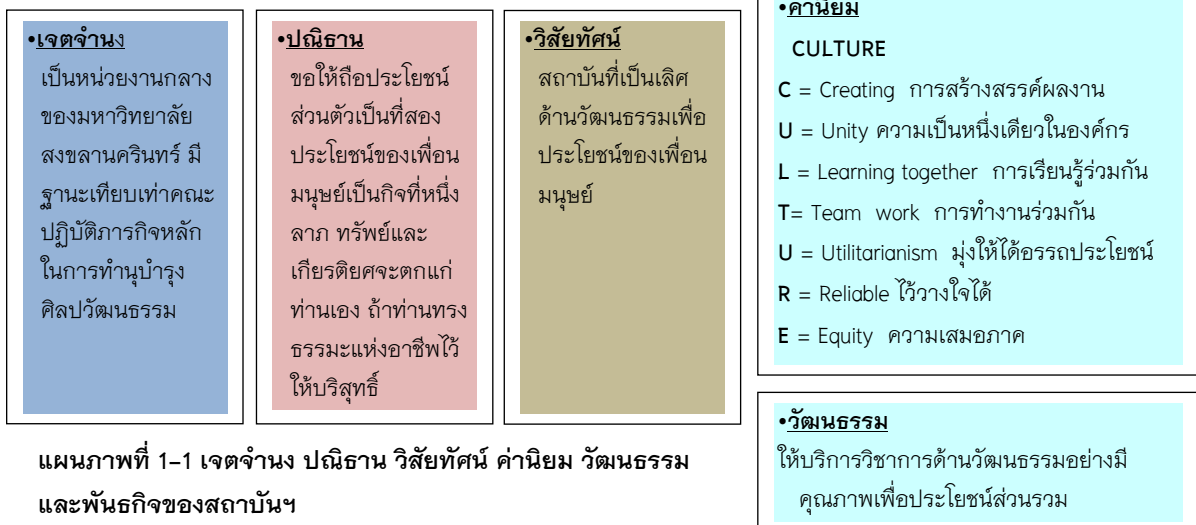 •เจตจำนง
เป็นหน่วยงานกลาง
ของมหาวิทยาลัย
สงขลานครินทร์ มี
ฐานะเทียบเท่าคณะ
ปฏิบัติภารกิจหลัก
ในการทำนุบำรุง
ศิลปวัฒนธรรม
•ปณิธาน
ขอให้ถือประโยชน์
ส่วนตัวเป็นที่สอง
ประโยชน์ของเพื่อน
มนุษย์เป็นกิจที่หนึ่ง
ลาภ ทรัพย์และ
เกียรติยศจะตกแก่
ท่านเอง ถ้าท่านทรง
ธรรมะแห่งอาชีพไว้
ให้บริสุทธิ์
•วิสัยทัศน์
สถาบันที่เป็นเลิศ
ด้านวัฒนธรรมเพื่อ
ประโยชน์ของเพื่อน
มนุษย์
•ค่านิยม
CULTURE
C = Creating การสร้างสรรค์ผลงาน
U = Unity ความเป็นหนึ่งเดียวในองค์กร
L = Learning together การเรียนรู้ร่วมกัน
T= Team work การทำงานร่วมกัน
U = Utilitarianism มุ่งให้ได้อรรถประโยชน์
R = Reliable ไว้วางใจได้
E = Equity ความเสมอภาค
•วัฒนธรรม
ให้บริการวิชาการด้านวัฒนธรรมอย่างมี
คุณภาพเพื่อประโยชน์ส่วนรวม
แผนภาพที่ 1-1 เจตจำนง ปณิธาน วิสัยทัศน์ ค่านิยม วัฒนธรรม
และพันธกิจของสถาบันฯ